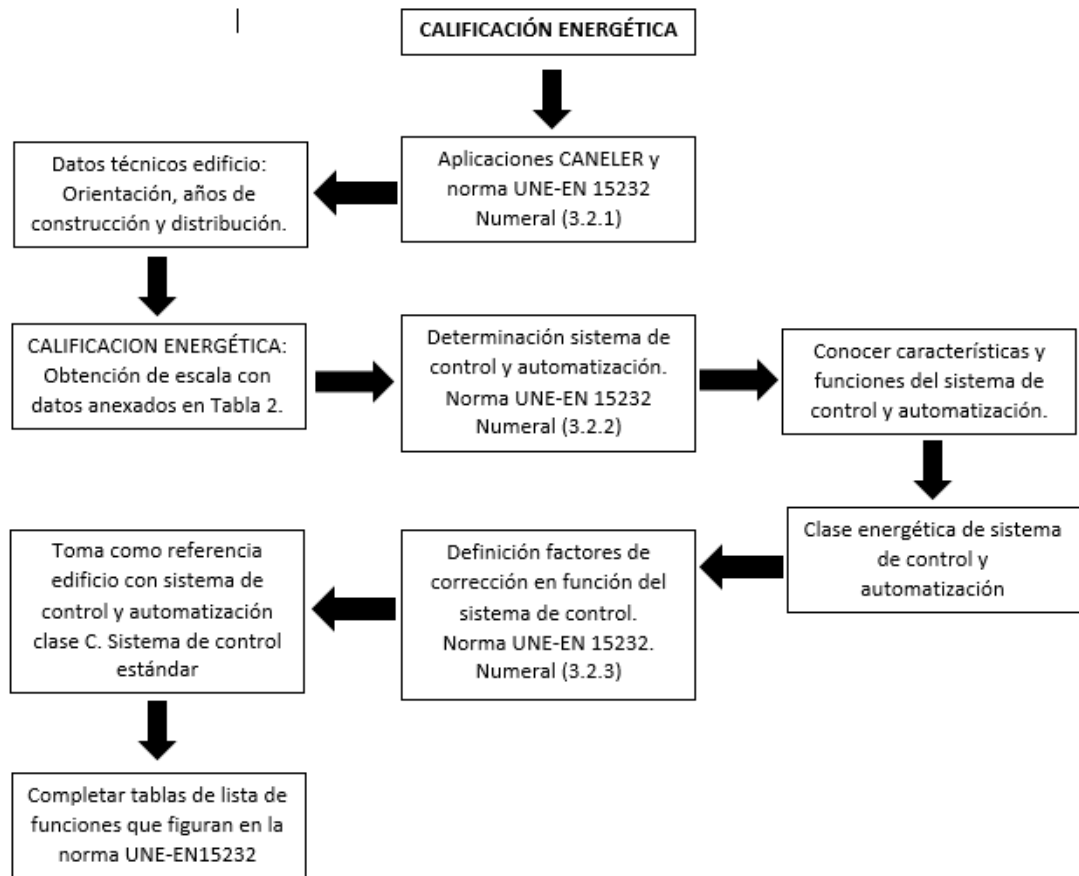 CALIFICACIÓN ENERGÉTICA
Aplicaciones CANELER y
norma UNE-EN 15232
Numeral (3.2.1)
Datos técnicos edificio:
Orientación, años de
construcción y distribución.
CALIFICACION ENERGÉTICA:
Obtención de escala con
datos anexados en Tabla 2.
Determinación sistema de
control y automatización.
Norma UNE-EN 15232
Numeral (3.2.2)
Conocer características y
funciones del sistema de
control y automatización.
Clase energética de sistema
de control y
automatización
Definición factores de
corrección en función del
sistema de control.
Norma UNE-EN 15232.
Numeral (3.2.3)
Toma como referencia
edificio con sistema de
control y automatización
clase C. Sistema de control
estándar
Completar tablas de lista de
funciones que figuran en la
norma UNE-EN15232